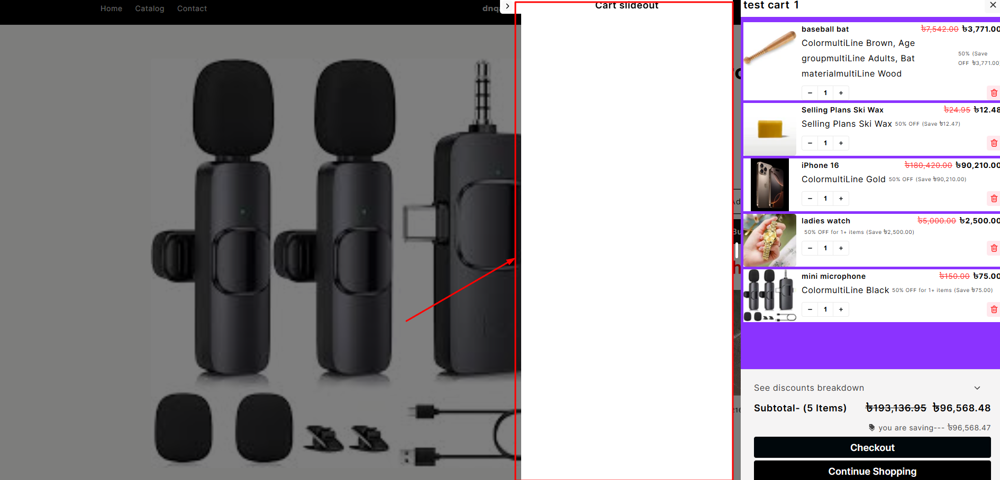 Home Catalog Contact
dnq
Cart slideout
test cart 1
baseball bat
৳7,542.00 ৳3,771.00
ColormultiLine Brown, Age
groupmultiLine Adults, Bat
materialmultiLine Wood
50% (Save
OFF ৳3,771.00)
− 1 +
Selling Plans Ski Wax
৳24.95 ৳12.48
Selling Plans Ski Wax 50% OFF (Save ৳12.47)
− 1 +
iPhone 16
৳180,420.00 ৳90,210.00
ColormultiLine Gold 50% OFF (Save ৳90,210.00)
− 1 +
ladies watch
৳5,000.00 ৳2,500.00
50% OFF for 1+ items (Save ৳2,500.00)
− 1 +
mini microphone
৳150.00 ৳75.00
ColormultiLine Black 50% OFF for 1+ items (Save ৳75.00)
− 1 +
See discounts breakdown
Subtotal- (5 Items) ৳193,136.95 ৳96,568.48
you are saving--- ৳96,568.47
Checkout
Continue Shopping